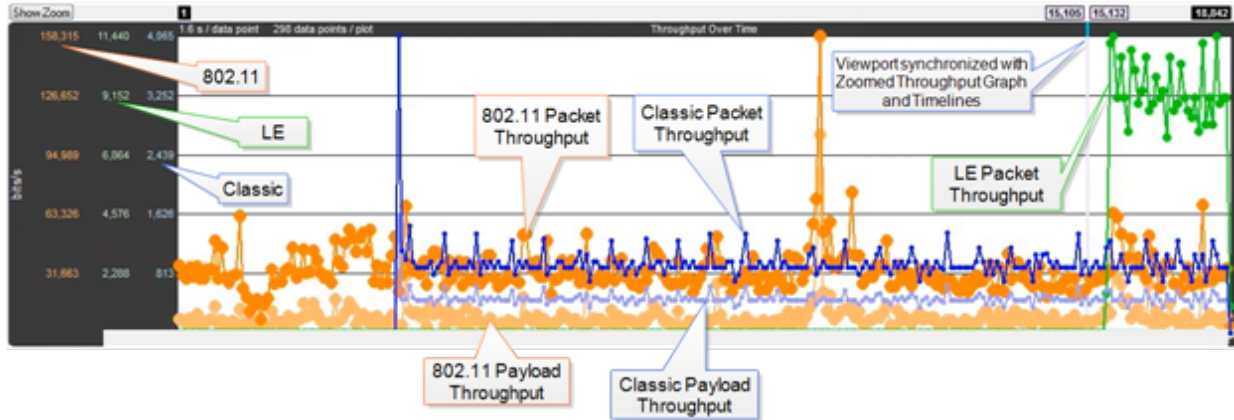 Show Zoom 1 15,105 15,132 18,842
1.6 s / data point 298 data points / plot Throughput Over Time
158,315 11,440 4,065
802.11
Viewport synchronized with
Zoomed Throughput Graph
and Timelines
126,652 9,152 3,252
LE
802.11 Packet
Throughput
Classic Packet
Throughput
94,989 6,864 2,439
Classic
LE Packet
Throughput
bits/s
63,326 4,576 1,626
31,663 2,288 813
802.11 Payload
Throughput
Classic Payload
Throughput